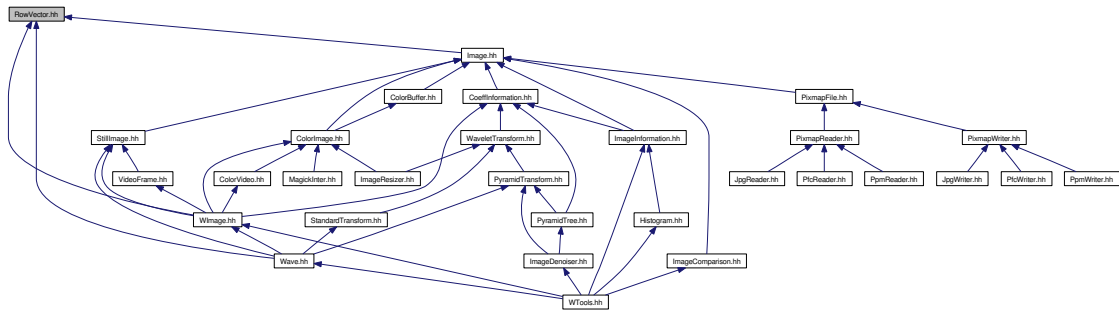 RowVector.hh
Image.hh
ColorBuffer.hh
CoeffInformation.hh
PixmapFile.hh
StillImage.hh
ColorImage.hh
WaveletTransform.hh
ImageInformation.hh
PixmapReader.hh
PixmapWriter.hh
VideoFrame.hh
ColorVideo.hh
MagickInter.hh
ImageResizer.hh
PyramidTransform.hh
JpgReader.hh
PfcReader.hh
PpmReader.hh
JpgWriter.hh
PfcWriter.hh
PpmWriter.hh
WImage.hh
StandardTransform.hh
PyramidTree.hh
Histogram.hh
Wave.hh
ImageDenoiser.hh
ImageComparison.hh
WTools.hh